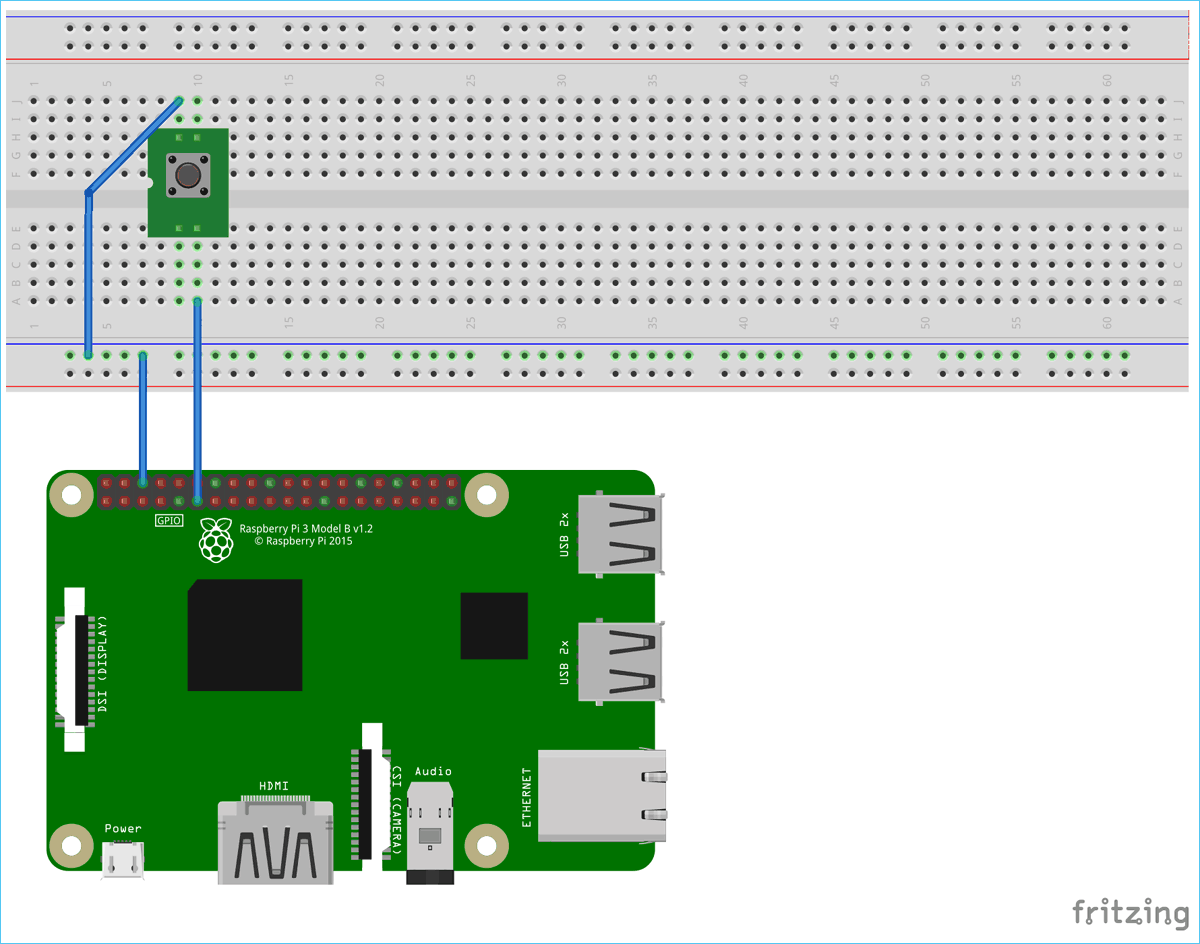 1 5 10 15 20 25 30 35 40 45 50 55 60
J J
I I
H H
G G
F F
E E
D D
C C
B B
A A
1 5 15 20 25 30 35 40 45 50 55 60
GPIO
Raspberry Pi 3 Model B v1.2
© Raspberry Pi 2015
USB 2x
DSI (DISPLAY)
USB 2x
HDMI
CSI (CAMERA)
Audio
ETHERNET
Power
fritzing